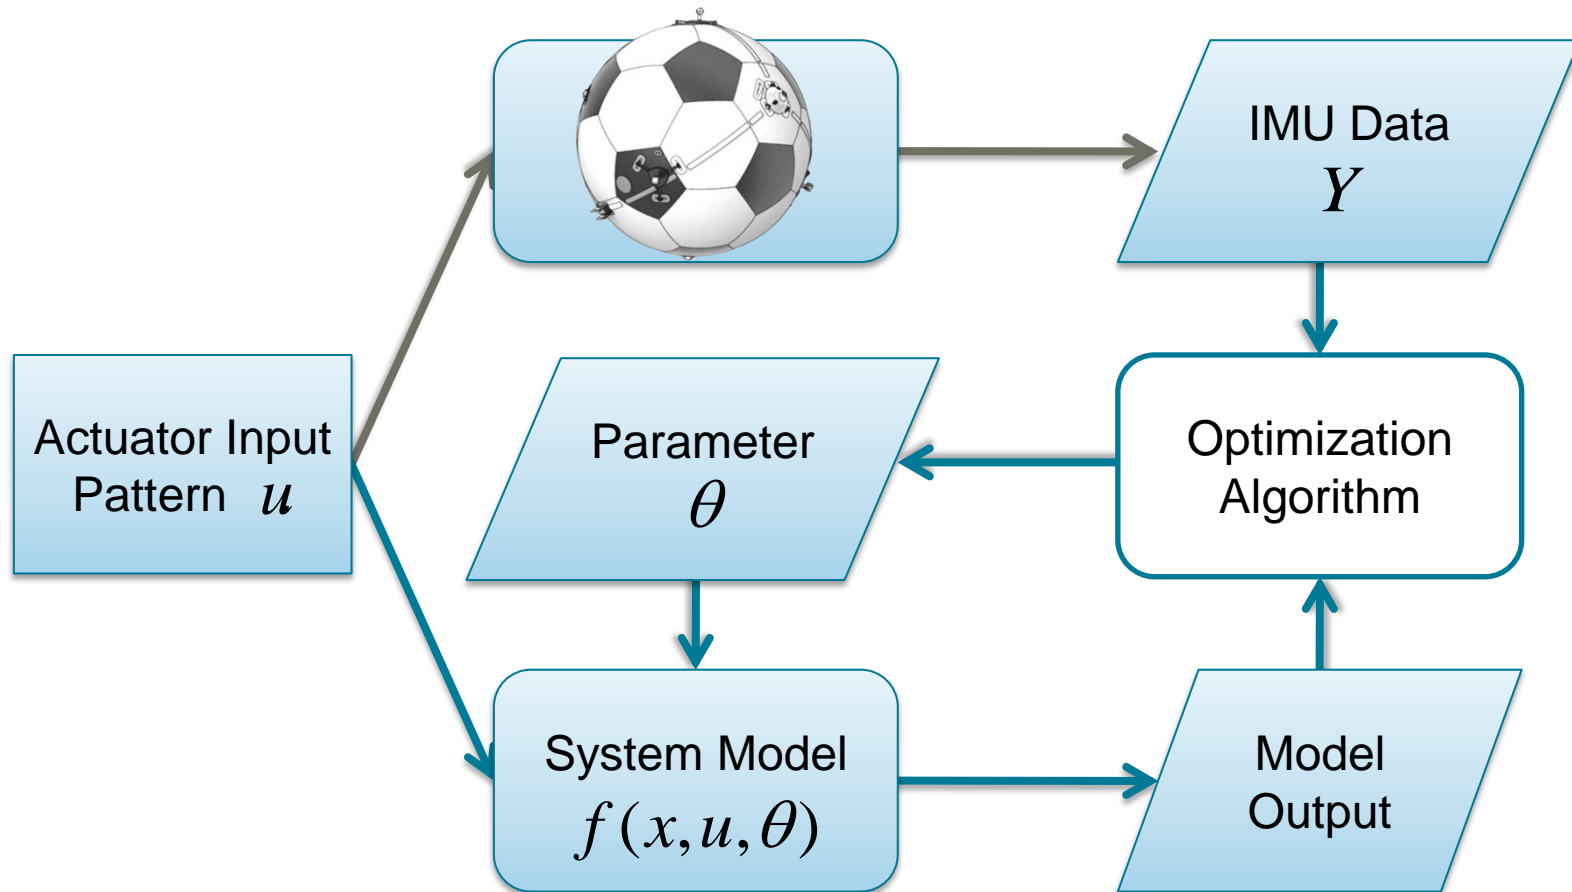 IMU Data
Y
Actuator Input
Pattern u
Parameter
θ
Optimization
Algorithm
System Model
f(x,u,θ)
Model
Output